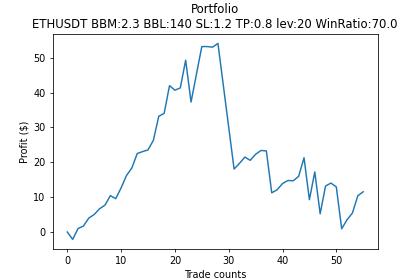 Portfolio
ETHUSDT BBM:2.3 BBL:140 SL:1.2 TP:0.8 lev:20 WinRatio:70.0
50
40
30
20
10
0
Profit ($)
0 10 20 30 40 50
Trade counts